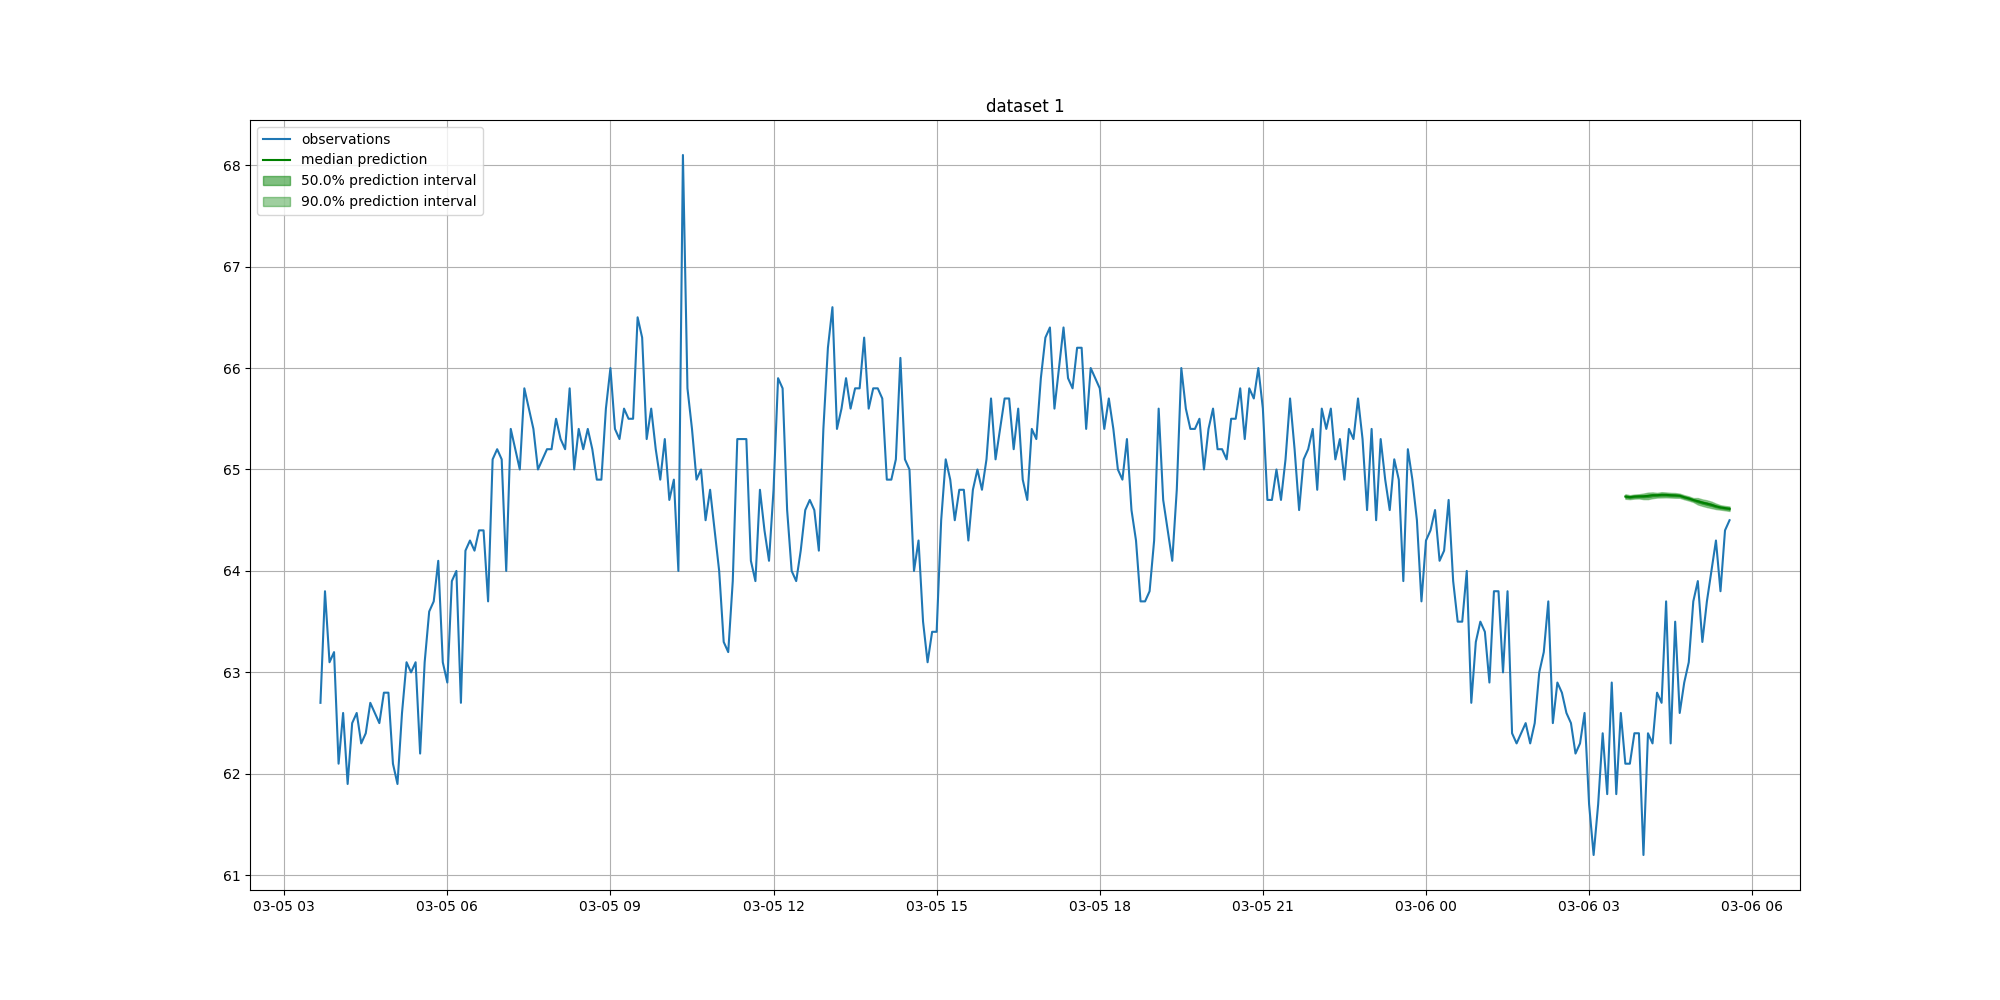 dataset 1
observations
median prediction
50.0% prediction interval
90.0% prediction interval
68
67
66
65
64
63
62
61
03-05 03 03-05 06 03-05 09 03-05 12 03-05 15 03-05 18 03-05 21 03-06 00 03-06 03 03-06 06